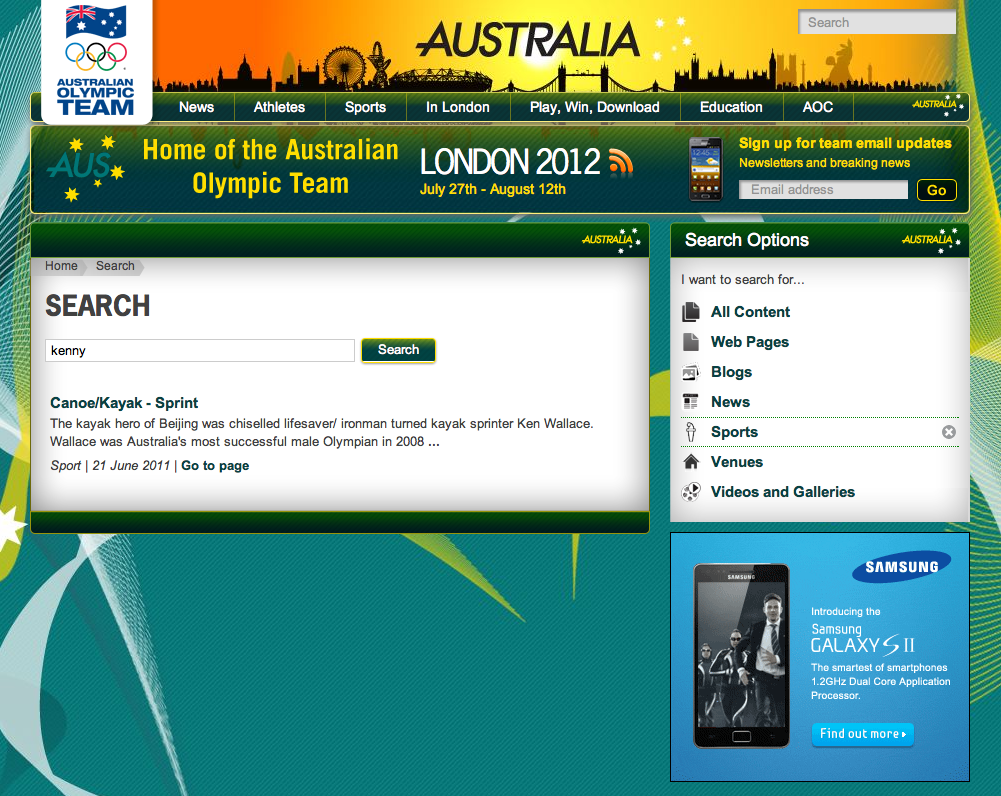 AUSTRALIAN
OLYMPIC
TEAM
AUSTRALIA
Search
News
Athletes
Sports
In London
Play, Win, Download
Education
AOC
AUSTRALIA
AUS
Home of the Australian
Olympic Team
LONDON 2012
July 27th - August 12th
Sign up for team email updates
Newsletters and breaking news
Email address
Go
AUSTRALIA
Home
Search
SEARCH
kenny
Search
Canoe/Kayak - Sprint
The kayak hero of Beijing was chiselled lifesaver/ ironman turned kayak sprinter Ken Wallace.
Wallace was Australia's most successful male Olympian in 2008 ...
Sport | 21 June 2011 | Go to page
Search Options
AUSTRALIA
I want to search for...
All Content
Web Pages
Blogs
News
Sports
Venues
Videos and Galleries
SAMSUNG
SAMSUNG
Introducing the
Samsung
GALAXY S II
The smartest of smartphones
1.2GHz Dual Core Application
Processor.
Find out more